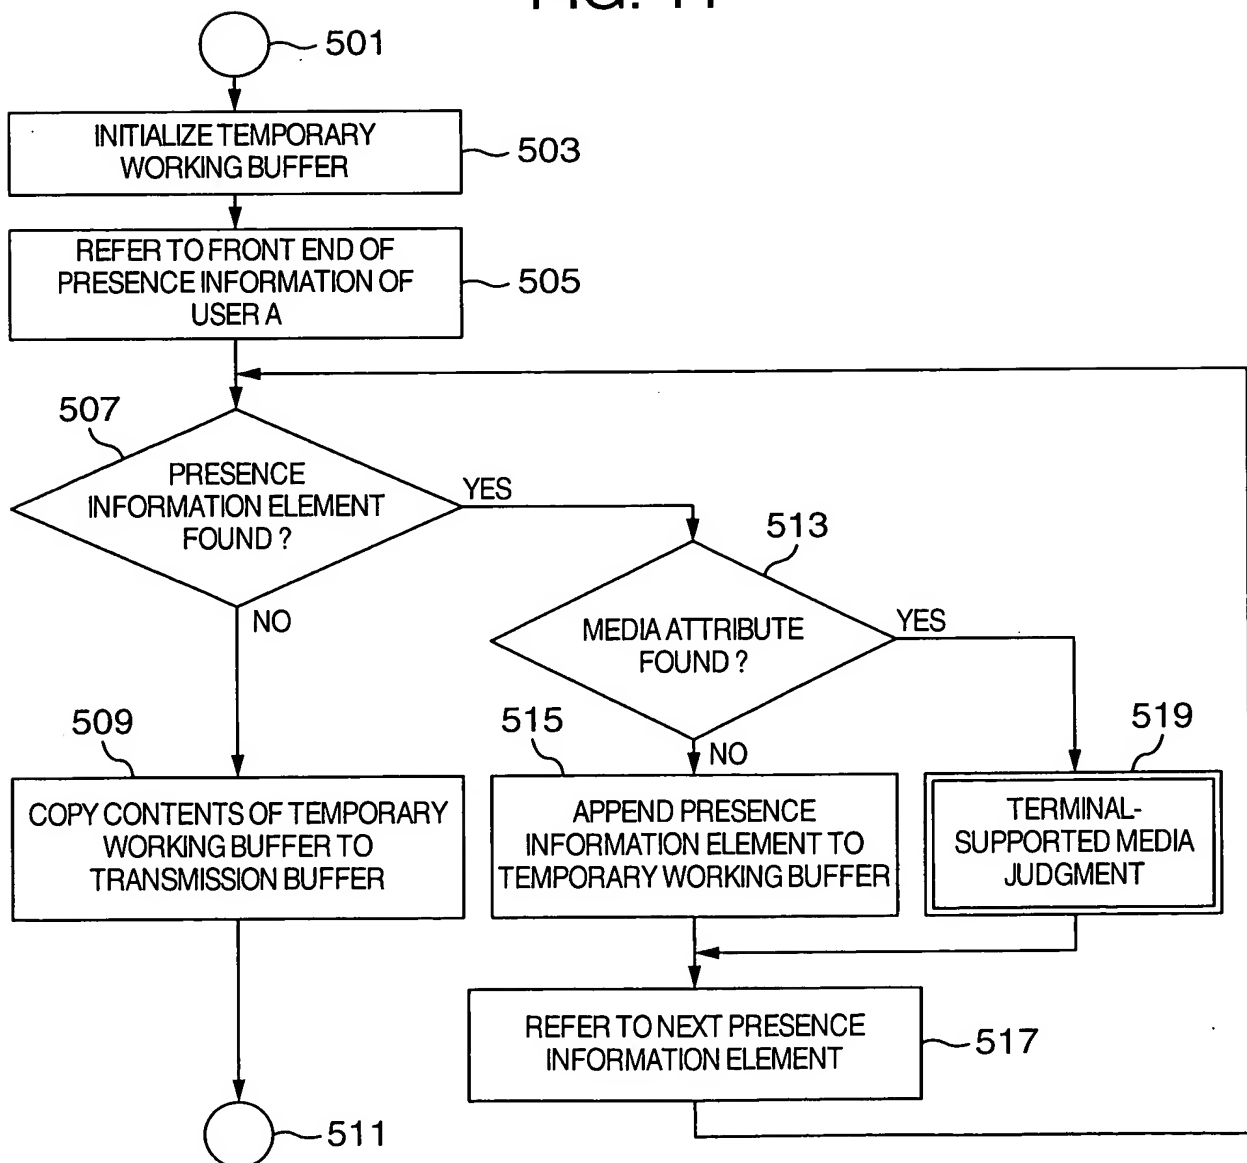 501
INITIALIZE TEMPORARY
WORKING BUFFER
503
REFER TO FRONT END OF
PRESENCE INFORMATION OF
USER A
505
507
PRESENCE
INFORMATION ELEMENT
FOUND ?
YES
NO
513
MEDIA ATTRIBUTE
FOUND ?
YES
NO
509
COPY CONTENTS OF TEMPORARY
WORKING BUFFER TO
TRANSMISSION BUFFER
515
APPEND PRESENCE
INFORMATION ELEMENT TO
TEMPORARY WORKING BUFFER
519
TERMINAL-
SUPPORTED MEDIA
JUDGMENT
REFER TO NEXT PRESENCE
INFORMATION ELEMENT
517
511